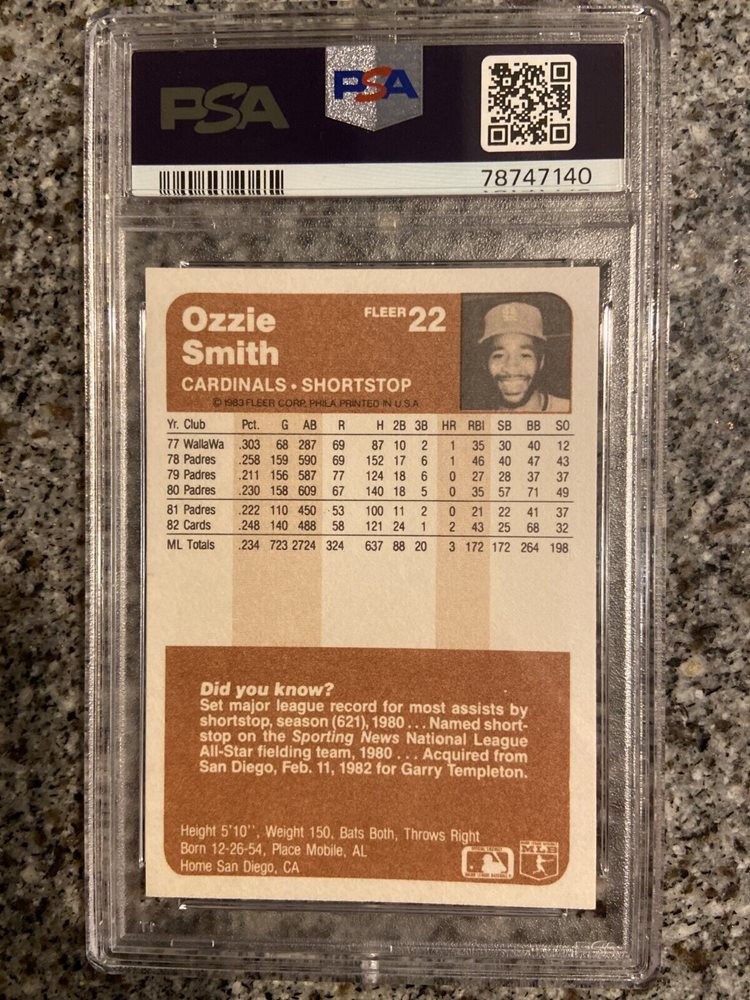 PSA PSA
78747140
Ozzie FLEER 22
Smith
CARDINALS • SHORTSTOP
© 1983 FLEER CORP. PHILA. PRINTED IN U.S.A
Yr. Club Pct. G AB R H 2B 3B HR RBI SB BB SO
77 WallaWa .303 68 287 69 87 10 2 1 35 30 40 12
78 Padres .258 159 590 69 152 17 6 1 46 40 47 43
79 Padres .211 156 587 77 124 18 6 0 27 28 37 37
80 Padres .230 158 609 67 140 18 5 0 35 57 71 49
81 Padres .222 110 450 53 100 11 2 0 21 22 41 37
82 Cards .248 140 488 58 121 24 1 2 43 25 68 32
ML Totals .234 723 2724 324 637 88 20 3 172 172 264 198
Did you know?
Set major league record for most assists by
shortstop, season (621), 1980 . . . Named short-
stop on the Sporting News National League
All-Star fielding team, 1980 . . . Acquired from
San Diego, Feb. 11, 1982 for Garry Templeton.
Height 5'10'', Weight 150, Bats Both, Throws Right
Born 12-26-54, Place Mobile, AL
Home San Diego, CA